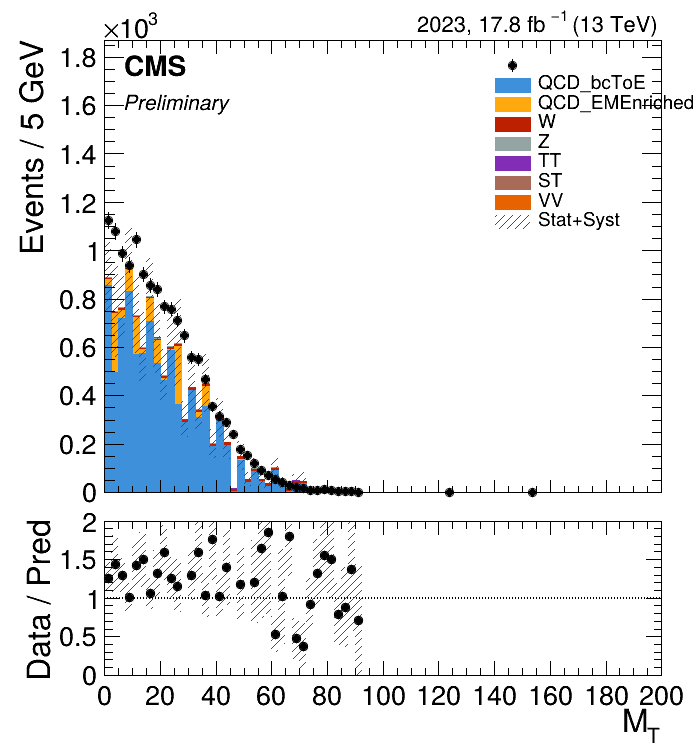 ×10³
2023, 17.8 fb⁻¹ (13 TeV)
Events / 5 GeV
1.8
1.6
1.4
1.2
1
0.8
0.6
0.4
0.2
0
CMS
Preliminary
QCD_bcToE
QCD_EMEnriched
W
Z
TT
ST
VV
Stat+Syst
Data / Pred
2
1.5
1
0.5
0
0 20 40 60 80 100 120 140 160 180 200
M_T